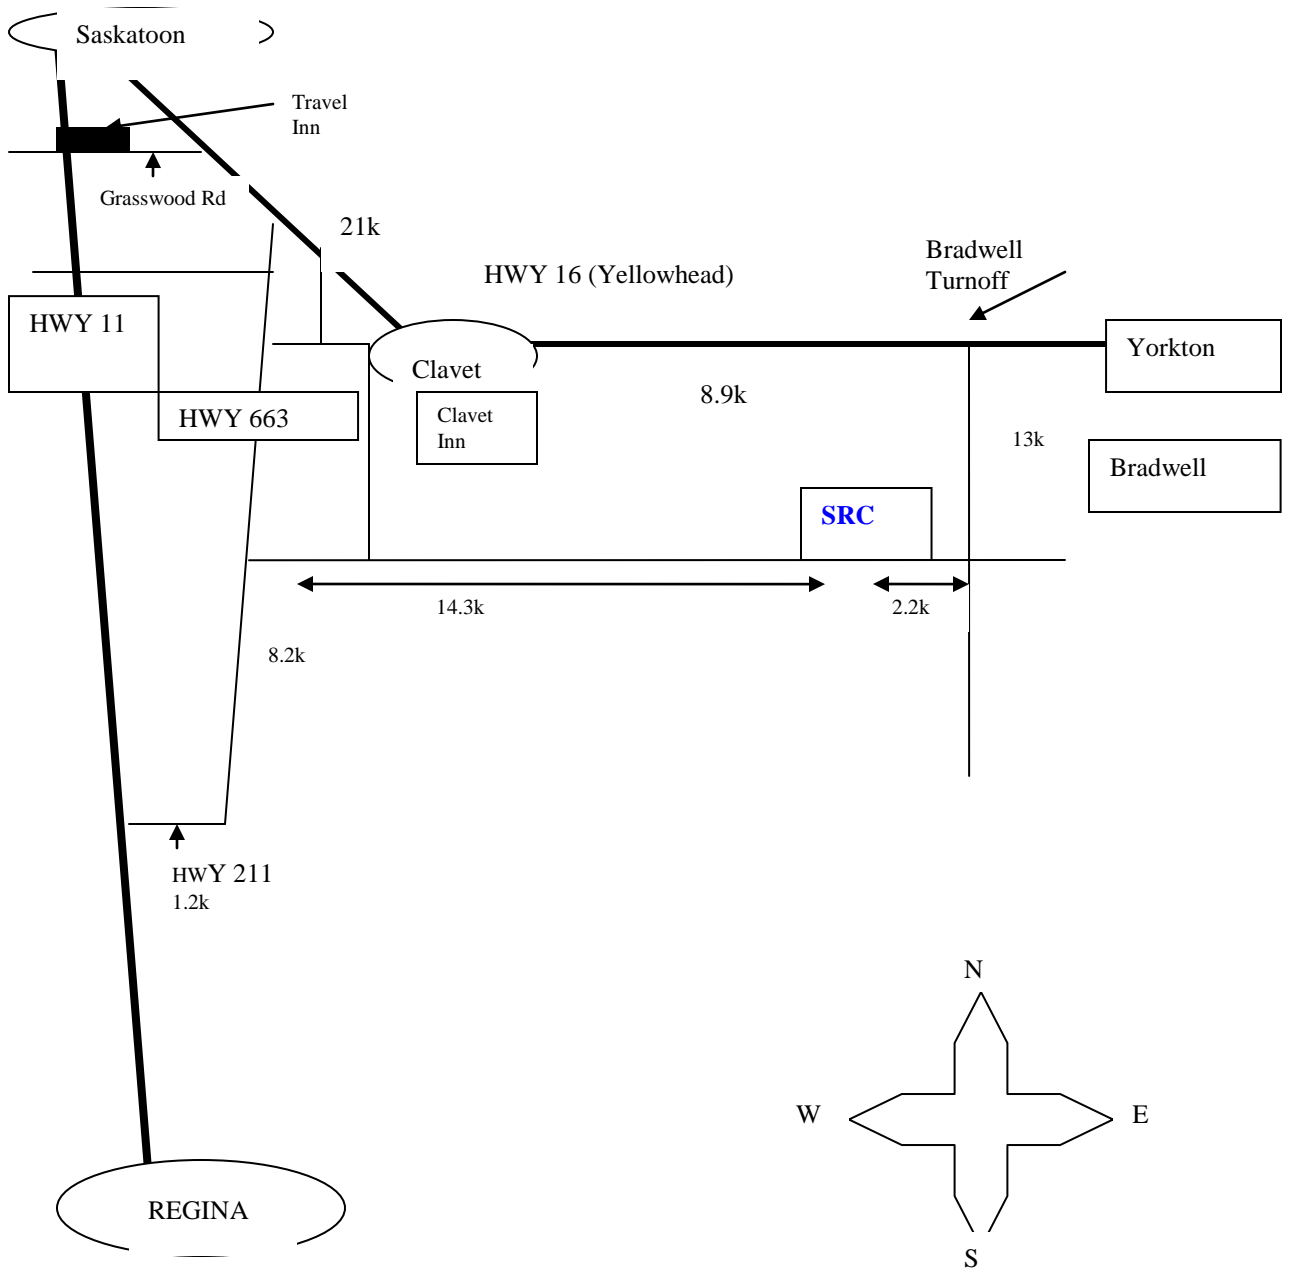 Saskatoon
Travel
Inn
Grasswood Rd
21k
Bradwell
Turnoff
HWY 16 (Yellowhead)
HWY 11
Yorkton
Clavet
8.9k
HWY 663
Clavet
Inn
13k
Bradwell
SRC
14.3k
2.2k
8.2k
HWY 211
1.2k
N
W
E
REGINA
S